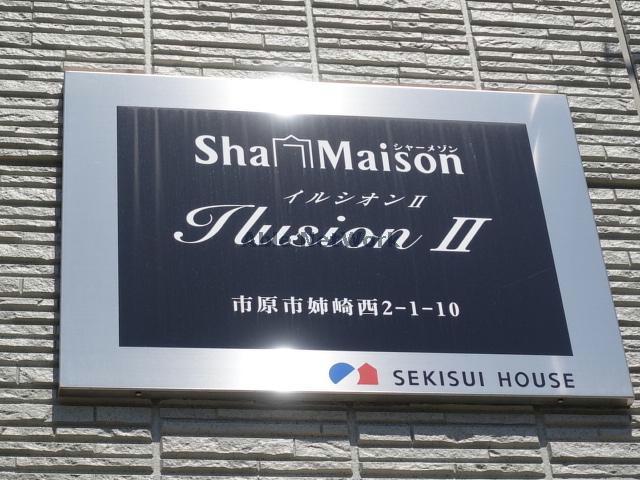 シャーメゾン
Sha Maison
イルシオンⅡ
Ilusion Ⅱ
市原市姉崎西2-1-10
SEKISUI HOUSE